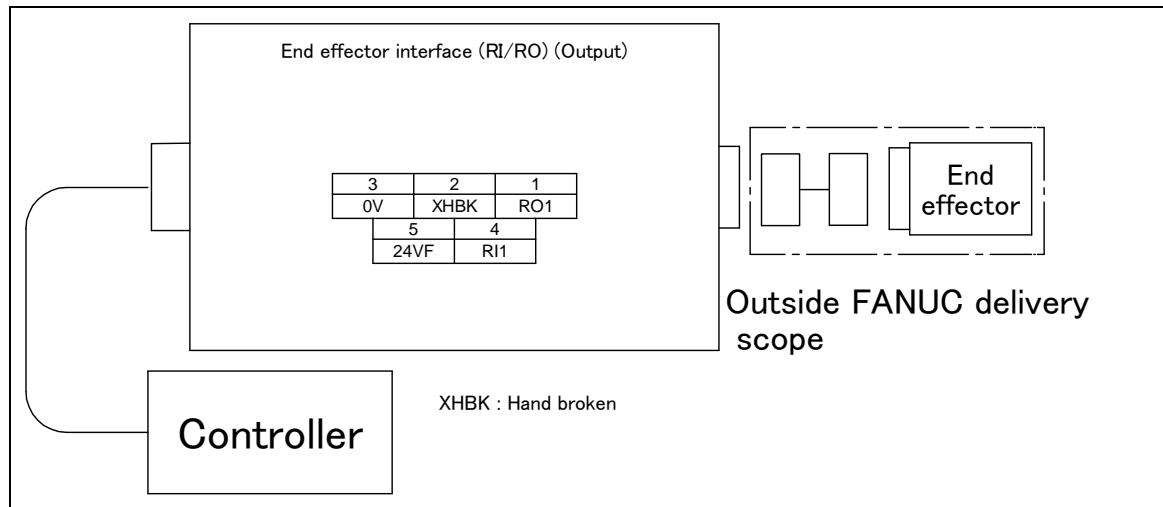 End effector interface (RI/RO) (Output)
3 2 1
0V XHBK RO1
5 4
24VF RI1
End
effector
Outside FANUC delivery
scope
XHBK : Hand broken
Controller